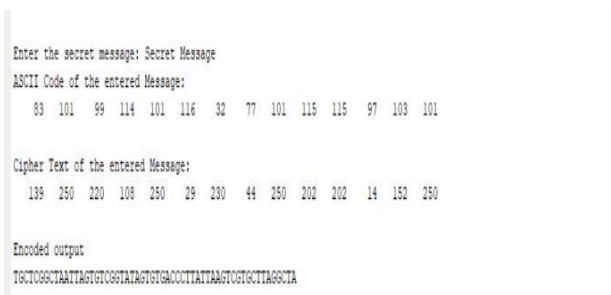 Enter the secret message: Secret Message
ASCII Code of the entered Message:
83 101 99 114 101 116 32 77 101 115 115 97 103 101
Cipher Text of the entered Message:
139 250 220 108 250 29 230 44 250 202 202 14 152 250
Encoded output
TGCTCGGCTAATTAGTGTCGGTATAGTGTGACCCTTATTAAGTCGTGCTTAGGCTA